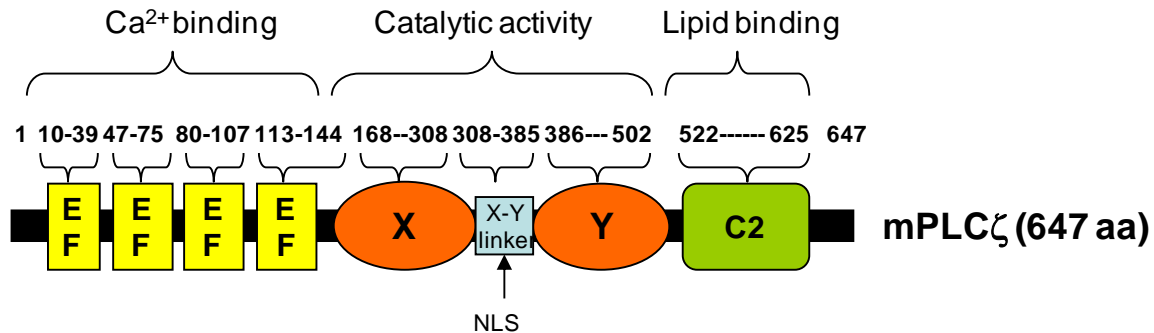 Ca²⁺ binding Catalytic activity Lipid binding
1 10-39 47-75 80-107 113-144 168--308 308-385 386--- 502 522------ 625 647
E F E F E F E F X X-Y linker Y C2 mPLCζ (647 aa)
NLS